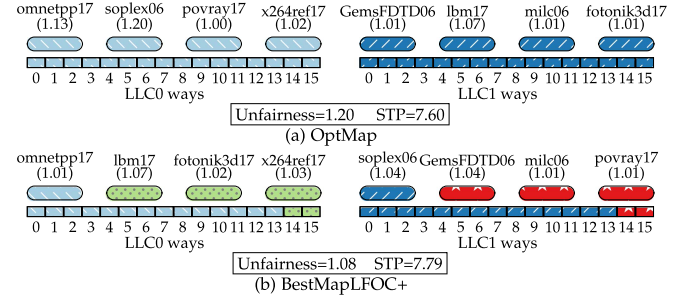 omnetpp17 soplex06 povray17 x264ref17 GemsFDTD06 lbm17 milc06 fotonik3d17
(1.13) (1.20) (1.00) (1.02) (1.01) (1.07) (1.01) (1.01)
0 1 2 3 4 5 6 7 8 9 10 11 12 13 14 15 0 1 2 3 4 5 6 7 8 9 10 11 12 13 14 15
LLC0 ways LLC1 ways
Unfairness=1.20 STP=7.60
(a) OptMap
omnetpp17 lbm17 fotonik3d17 x264ref17 soplex06 GemsFDTD06 milc06 povray17
(1.01) (1.07) (1.02) (1.03) (1.04) (1.04) (1.01) (1.01)
0 1 2 3 4 5 6 7 8 9 10 11 12 13 14 15 0 1 2 3 4 5 6 7 8 9 10 11 12 13 14 15
LLC0 ways LLC1 ways
Unfairness=1.08 STP=7.79
(b) BestMapLFOC+